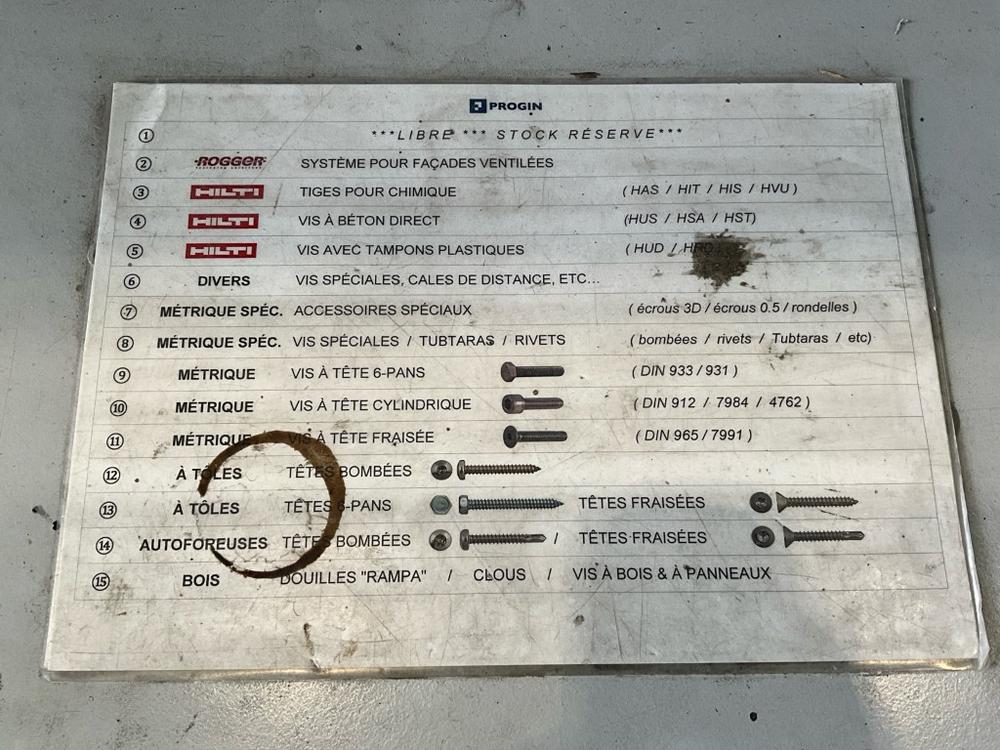 PROGIN
① ***LIBRE*** STOCK RÉSERVE***
② ROGGER SYSTÈME POUR FAÇADES VENTILÉES
③ HILTI TIGES POUR CHIMIQUE ( HAS / HIT / HIS / HVU )
④ HILTI VIS À BÉTON DIRECT (HUS / HSA / HST)
⑤ HILTI VIS AVEC TAMPONS PLASTIQUES ( HUD /
⑥ DIVERS VIS SPÉCIALES, CALES DE DISTANCE, ETC...
⑦ MÉTRIQUE SPÉC. ACCESSOIRES SPÉCIAUX ( écrous 3D / écrous 0.5 / rondelles )
⑧ MÉTRIQUE SPÉC. VIS SPÉCIALES / TUBTARAS / RIVETS ( bombées / rivets / Tubtaras / etc)
⑨ MÉTRIQUE VIS À TÊTE 6-PANS ( DIN 933 / 931 )
⑩ MÉTRIQUE VIS À TÊTE CYLINDRIQUE ( DIN 912 / 7984 / 4762 )
⑪ MÉTRIQUE VIS À TÊTE FRAISÉE ( DIN 965 / 7991 )
⑫ À TÔLES TÊTES BOMBÉES
⑬ À TÔLES TÊTES 6-PANS TÊTES FRAISÉES
⑭ AUTOFOREUSES TÊTES BOMBÉES / TÊTES FRAISÉES
⑮ BOIS DOUILLES "RAMPA" / CLOUS / VIS À BOIS & À PANNEAUX